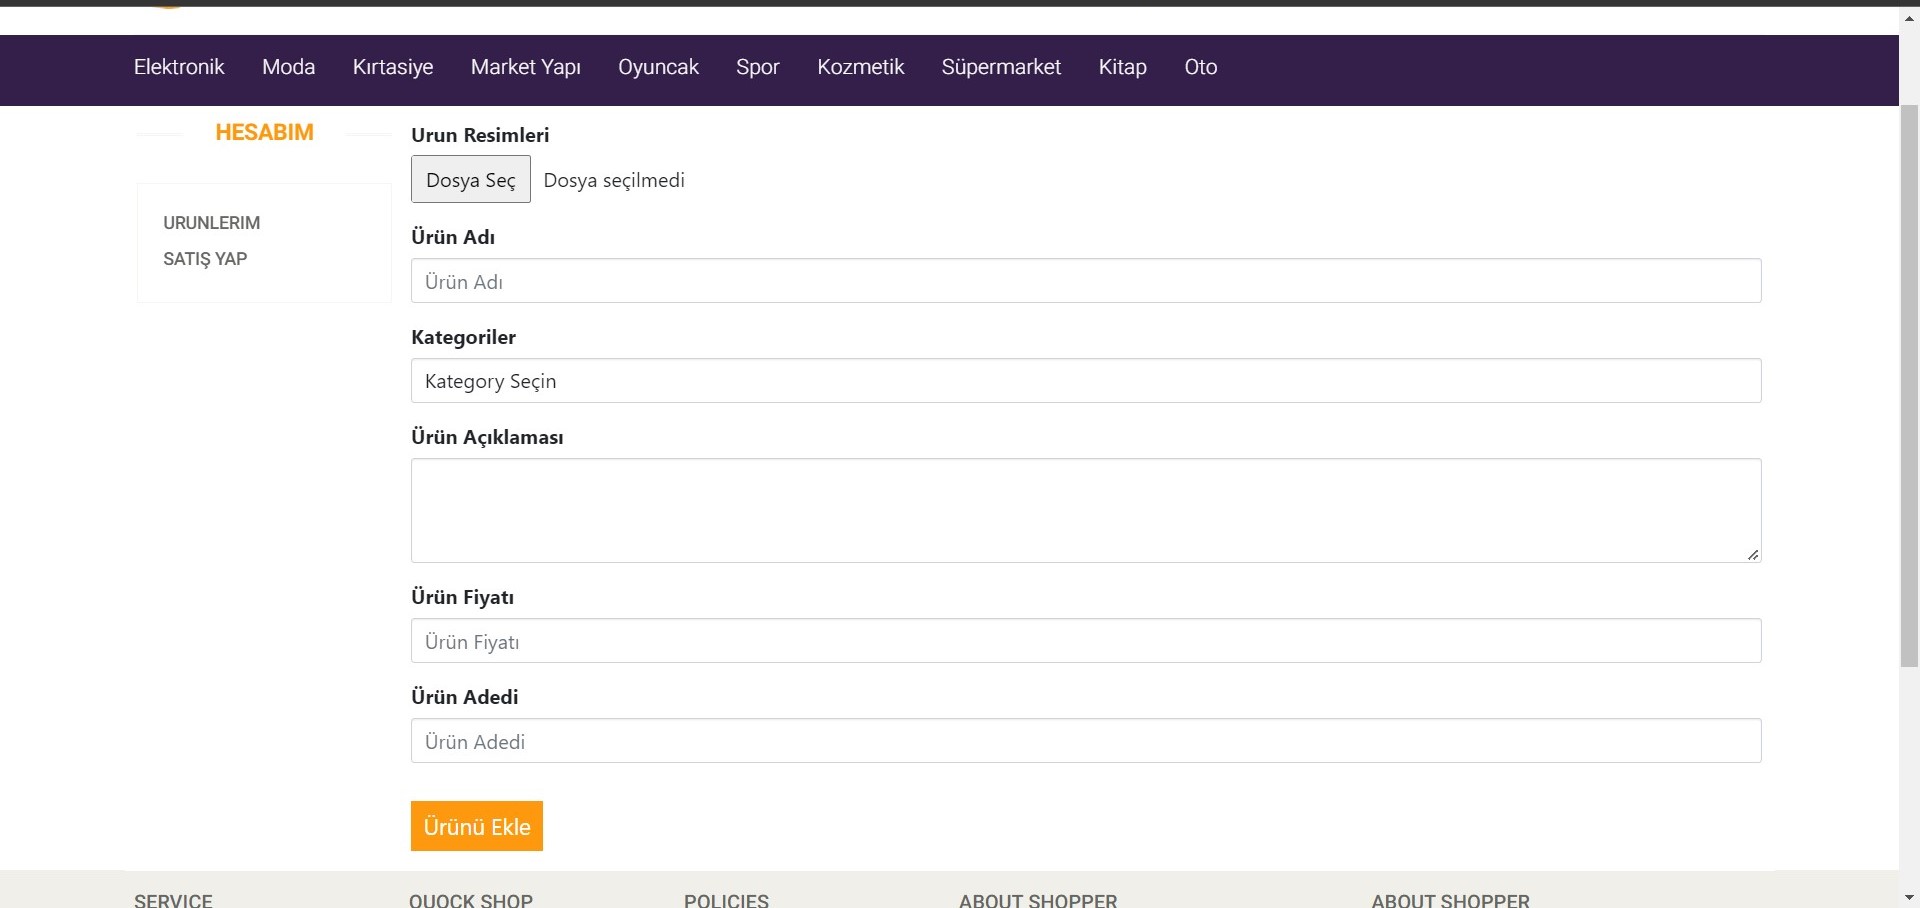 Elektronik Moda Kırtasiye Market Yapı Oyuncak Spor Kozmetik Süpermarket Kitap Oto
HESABIM
URUNLERIM
SATIŞ YAP
Urun Resimleri
Dosya Seç Dosya seçilmedi
Ürün Adı
Ürün Adı
Kategoriler
Kategory Seçin
Ürün Açıklaması
Ürün Fiyatı
Ürün Fiyatı
Ürün Adedi
Ürün Adedi
Ürünü Ekle
SERVICE QUOCK SHOP POLICIES ABOUT SHOPPER ABOUT SHOPPER